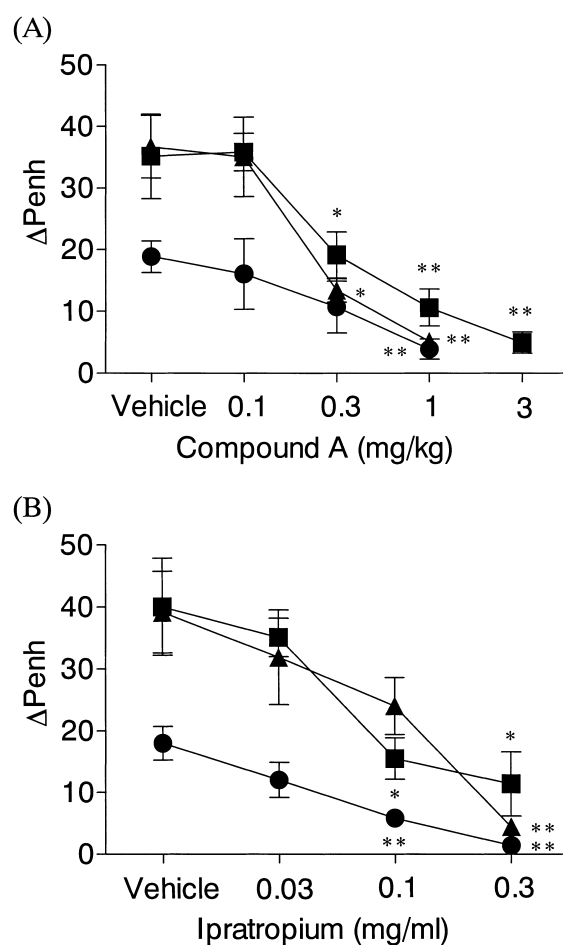 (A)
50
40
30
20
10
0
ΔPenh
*
**
*
**
**
**
Vehicle 0.1 0.3 1 3
Compound A (mg/kg)
(B)
50
40
30
20
10
0
ΔPenh
*
*
**
**
**
Vehicle 0.03 0.1 0.3
Ipratropium (mg/ml)